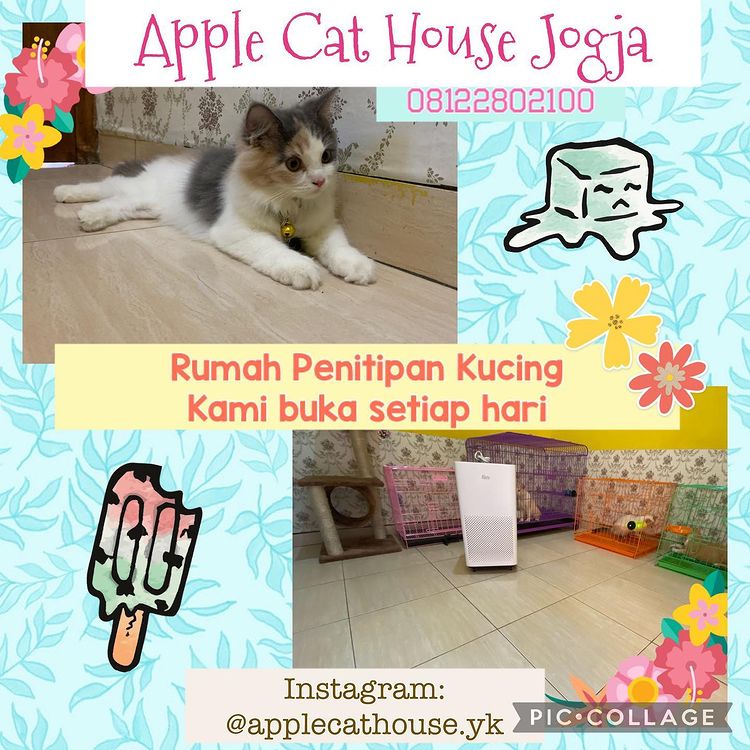 Apple Cat House Jogja
08122802100
Rumah Penitipan Kucing
Kami buka setiap hari
Instagram:
@applecathouse.yk
PIC•COLLAGE